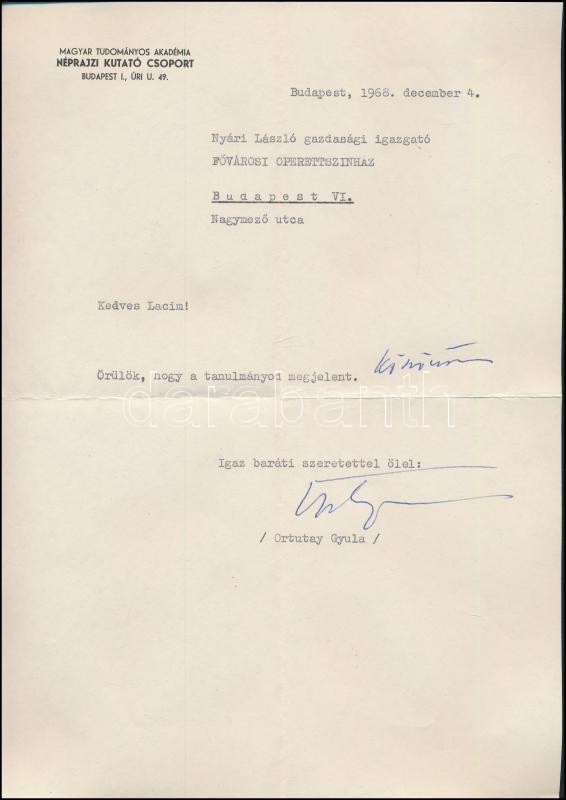 MAGYAR TUDOMÁNYOS AKADÉMIA
NÉPRAJZI KUTATÓ CSOPORT
BUDAPEST I., ÚRI U. 49.
Budapest, 1968. december 4.
Nyári László gazdasági igazgató
FŐVÁROSI OPERETTSZINHAZ
Budapest VI.
Nagymező utca
Kedves Lacim!
Örülök, hogy a tanulmányod megjelent.
darabanth
Igaz baráti szeretettel ölel:
/ Ortutay Gyula /